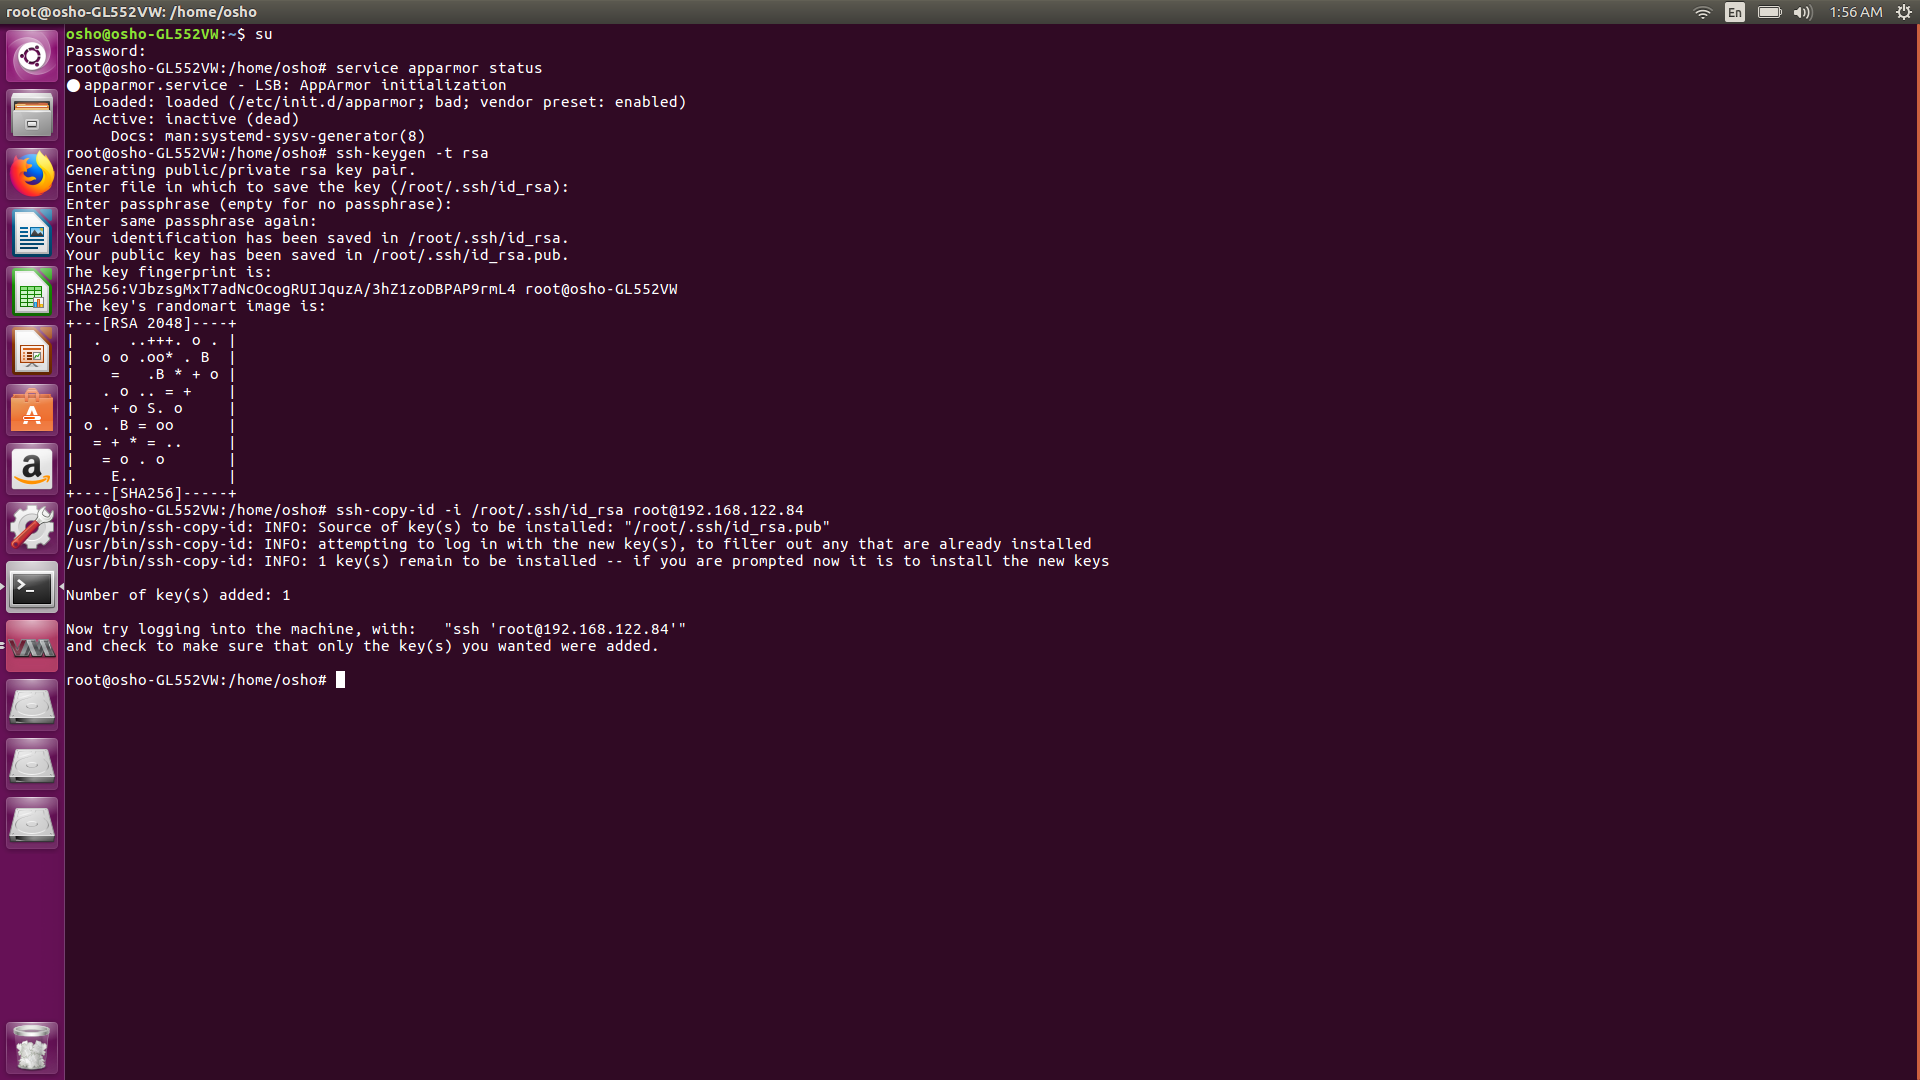 root@osho-GL552VW: /home/osho
En
1:56 AM
osho@osho-GL552VW:~$ su
Password:
root@osho-GL552VW:/home/osho# service apparmor status
● apparmor.service - LSB: AppArmor initialization
   Loaded: loaded (/etc/init.d/apparmor; bad; vendor preset: enabled)
   Active: inactive (dead)
     Docs: man:systemd-sysv-generator(8)
root@osho-GL552VW:/home/osho# ssh-keygen -t rsa
Generating public/private rsa key pair.
Enter file in which to save the key (/root/.ssh/id_rsa):
Enter passphrase (empty for no passphrase):
Enter same passphrase again:
Your identification has been saved in /root/.ssh/id_rsa.
Your public key has been saved in /root/.ssh/id_rsa.pub.
The key fingerprint is:
SHA256:VJbzsgMxT7adNcOcogRUIJquzA/3hZ1zoDBPAP9rmL4 root@osho-GL552VW
The key's randomart image is:
+---[RSA 2048]----+
|  .   ..+++. o . |
|   o o .oo* . B  |
|    =   .B * + o |
|   . o .. = +    |
|    + o S. o     |
| o . B = oo      |
|  = + * = ..     |
|   = o . o       |
|    E..          |
+----[SHA256]-----+
root@osho-GL552VW:/home/osho# ssh-copy-id -i /root/.ssh/id_rsa root@192.168.122.84
/usr/bin/ssh-copy-id: INFO: Source of key(s) to be installed: "/root/.ssh/id_rsa.pub"
/usr/bin/ssh-copy-id: INFO: attempting to log in with the new key(s), to filter out any that are already installed
/usr/bin/ssh-copy-id: INFO: 1 key(s) remain to be installed -- if you are prompted now it is to install the new keys
Number of key(s) added: 1
Now try logging into the machine, with:   "ssh 'root@192.168.122.84'"
and check to make sure that only the key(s) you wanted were added.
root@osho-GL552VW:/home/osho#